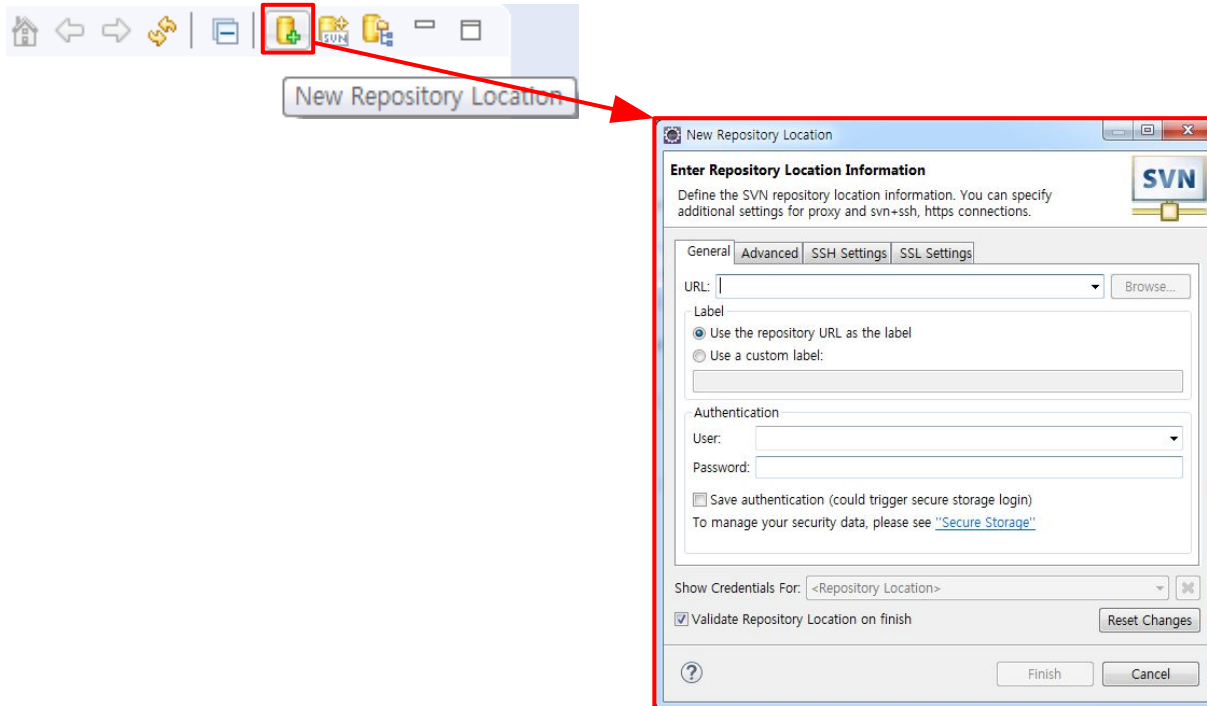 SVN
New Repository Location
New Repository Location
Enter Repository Location Information
Define the SVN repository location information. You can specify
additional settings for proxy and svn+ssh, https connections.
SVN
General Advanced SSH Settings SSL Settings
URL: Browse...
Label
Use the repository URL as the label
Use a custom label:
Authentication
User:
Password:
Save authentication (could trigger secure storage login)
To manage your security data, please see "Secure Storage"
Show Credentials For: <Repository Location>
Validate Repository Location on finish
Reset Changes
? Finish Cancel